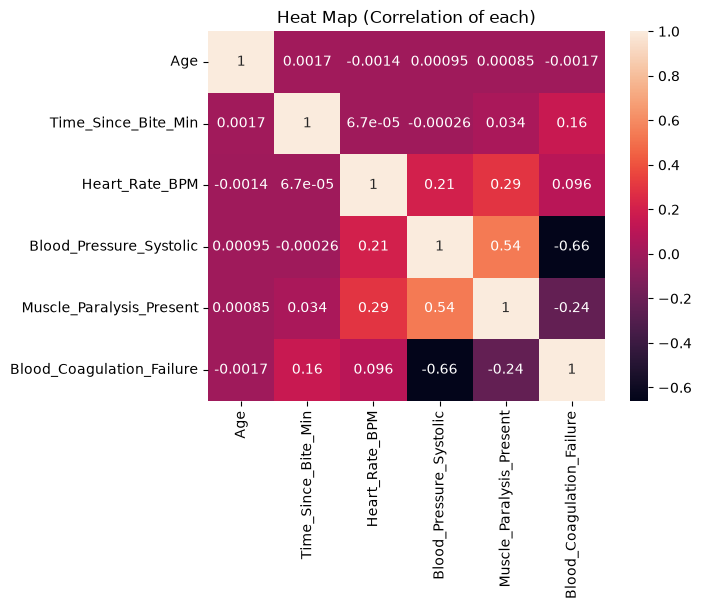 Heat Map (Correlation of each)
Age
1 0.0017 -0.0014 0.00095 0.00085 -0.0017
Time_Since_Bite_Min
0.0017 1 6.7e-05 -0.00026 0.034 0.16
Heart_Rate_BPM
-0.0014 6.7e-05 1 0.21 0.29 0.096
Blood_Pressure_Systolic
0.00095 -0.00026 0.21 1 0.54 -0.66
Muscle_Paralysis_Present
0.00085 0.034 0.29 0.54 1 -0.24
Blood_Coagulation_Failure
-0.0017 0.16 0.096 -0.66 -0.24 1
Age
Time_Since_Bite_Min
Heart_Rate_BPM
Blood_Pressure_Systolic
Muscle_Paralysis_Present
Blood_Coagulation_Failure
1.0
0.8
0.6
0.4
0.2
0.0
−0.2
−0.4
−0.6